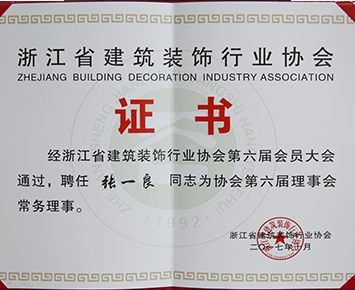 浙江省建筑装饰行业协会
ZHEJIANG BUILDING DECORATION INDUSTRY ASSOCIATION
证书
经浙江省建筑装饰行业协会第六届会员大会
通过，聘任 张一良 同志为协会第六届理事会
常务理事。
浙江省建筑装饰行业协会
二〇一七年十月
1992